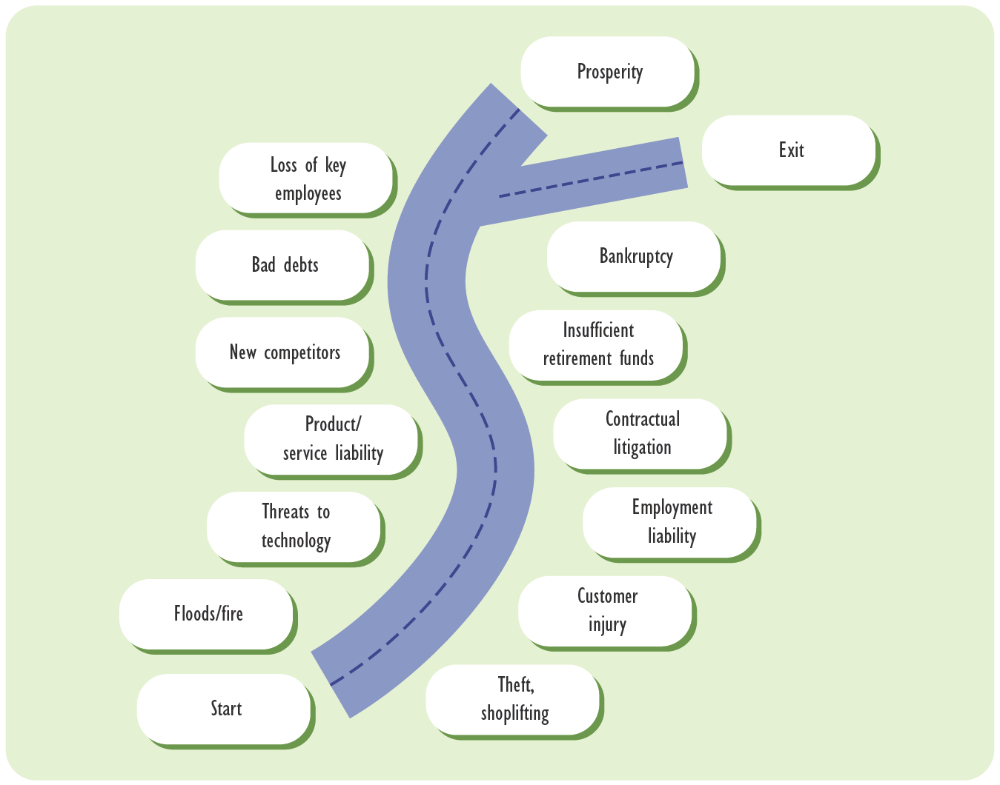 Prosperity
Exit
Loss of key
employees
Bankruptcy
Bad debts
Insufficient
retirement funds
New competitors
Contractual
litigation
Product/
service liability
Employment
liability
Threats to
technology
Customer
injury
Floods/fire
Theft,
shoplifting
Start